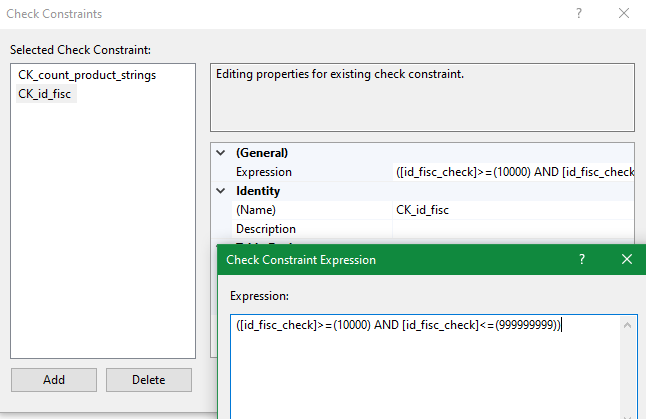 Check Constraints
Selected Check Constraint:
CK_count_product_strings
CK_id_fisc
Editing properties for existing check constraint.
(General)
Expression ([id_fisc_check]>=(10000) AND [id_fisc_check
Identity
(Name) CK_id_fisc
Description
Check Constraint Expression
Expression:
([id_fisc_check]>=(10000) AND [id_fisc_check]<=(999999999))
Add Delete